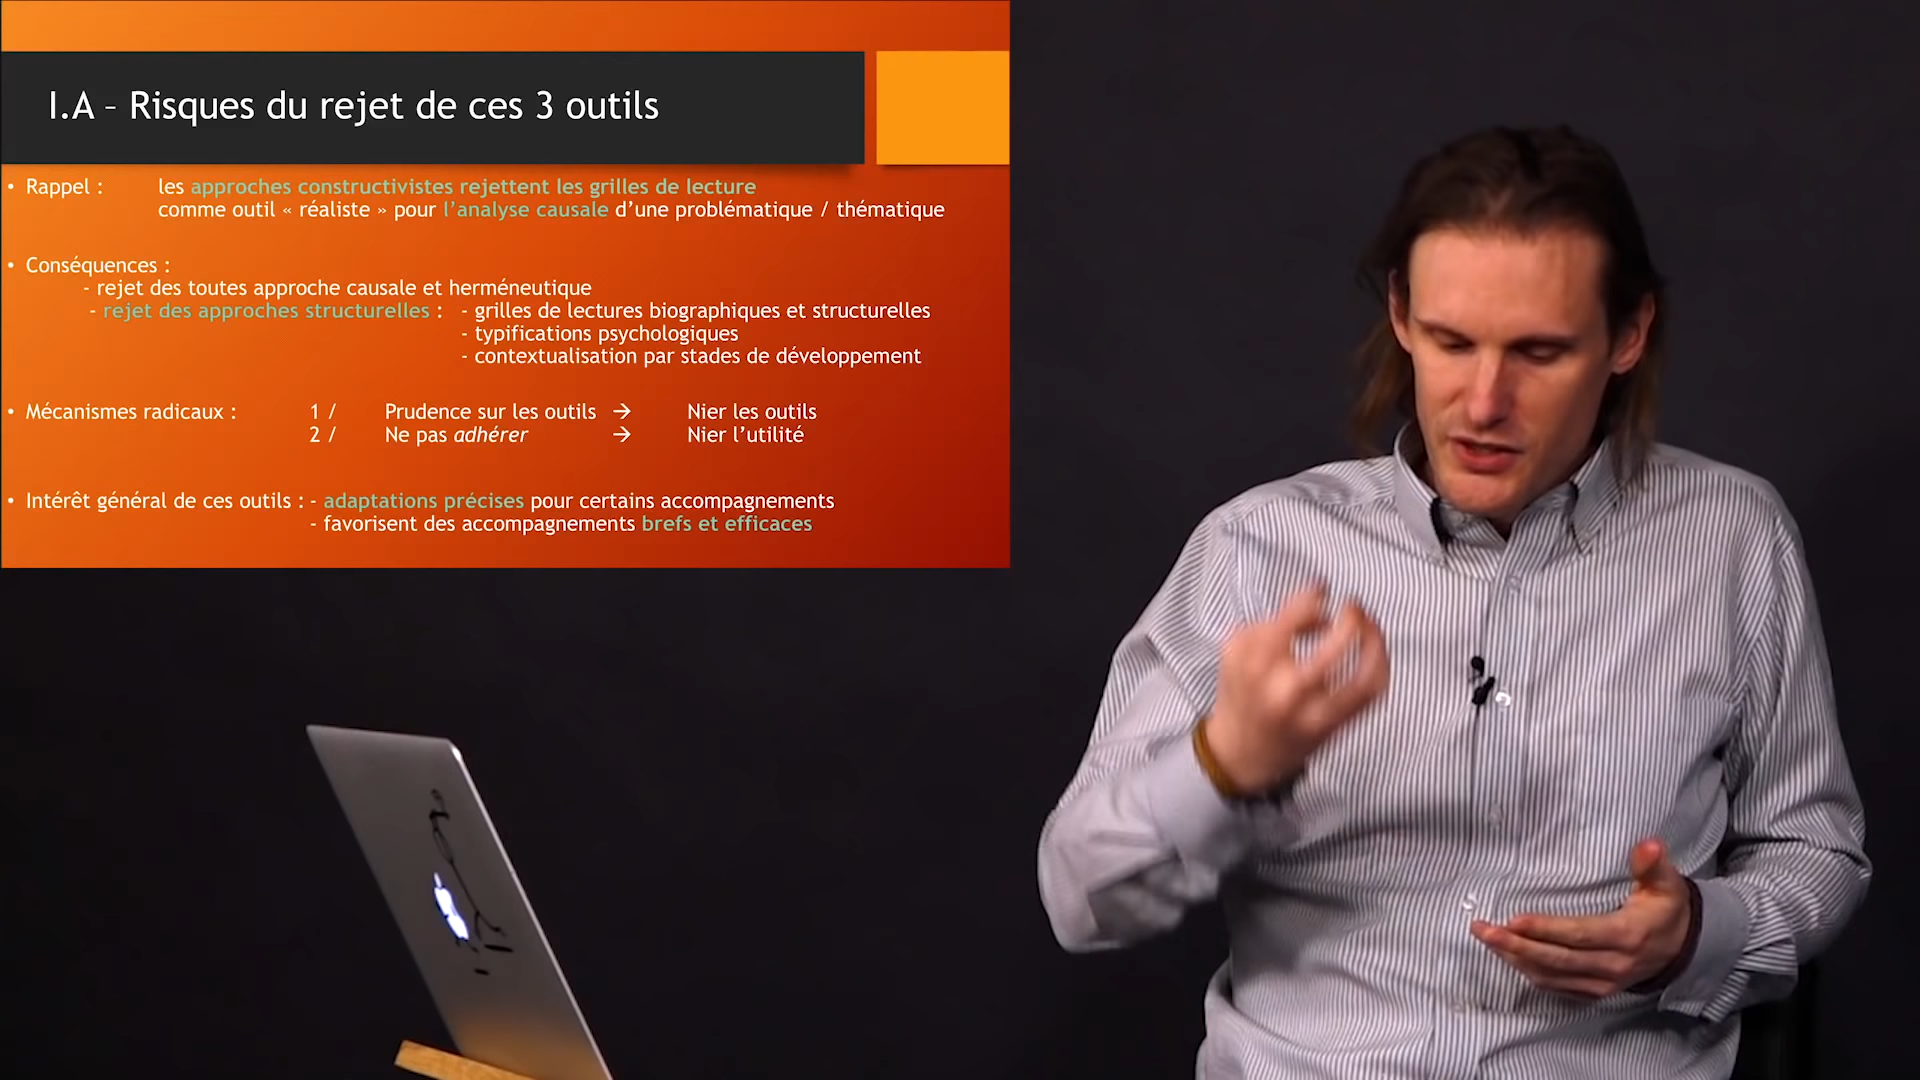 I.A – Risques du rejet de ces 3 outils
• Rappel : les approches constructivistes rejettent les grilles de lecture
comme outil « réaliste » pour l’analyse causale d’une problématique / thématique
• Conséquences :
- rejet des toutes approche causale et herméneutique
- rejet des approches structurelles : - grilles de lectures biographiques et structurelles
- typifications psychologiques
- contextualisation par stades de développement
• Mécanismes radicaux : 1 / Prudence sur les outils → Nier les outils
2 / Ne pas adhérer → Nier l’utilité
• Intérêt général de ces outils : - adaptations précises pour certains accompagnements
- favorisent des accompagnements brefs et efficaces